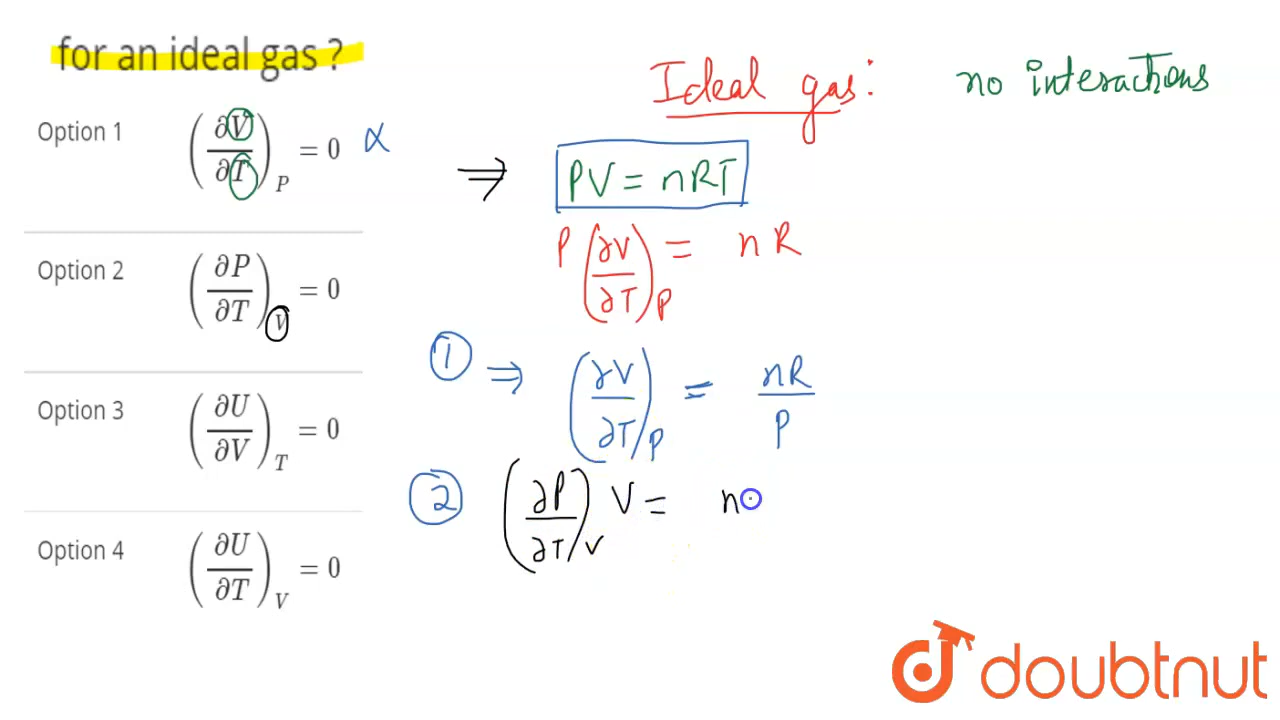 for an ideal gas ?
Option 1 (∂V/∂T)_P = 0 α
Option 2 (∂P/∂T)_V = 0
Option 3 (∂U/∂V)_T = 0
Option 4 (∂U/∂T)_V = 0
Ideal gas: no interactions
⇒ PV = nRT
P (∂V/∂T)_P = nR
① ⇒ (∂V/∂T)_P = nR/P
② (∂P/∂T)_V V = n
doubtnut